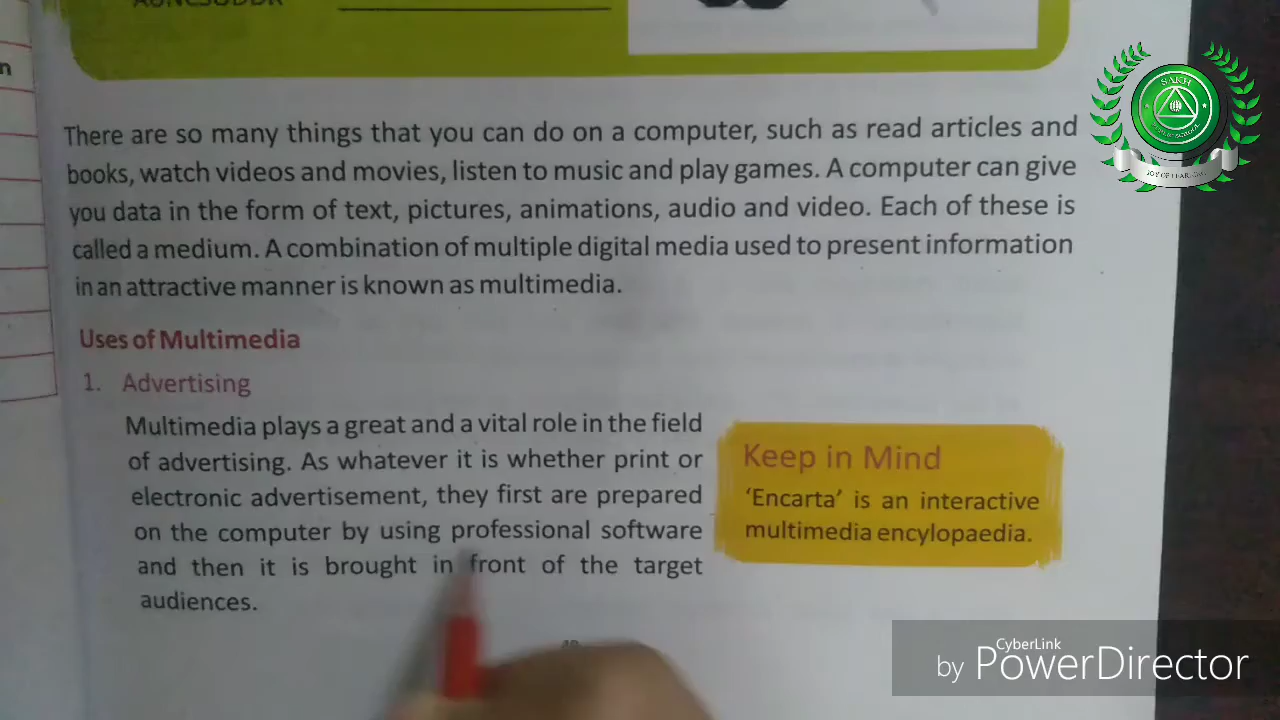 There are so many things that you can do on a computer, such as read articles and
books, watch videos and movies, listen to music and play games. A computer can give
you data in the form of text, pictures, animations, audio and video. Each of these is
called a medium. A combination of multiple digital media used to present information
in an attractive manner is known as multimedia.
Uses of Multimedia
1. Advertising
Multimedia plays a great and a vital role in the field
of advertising. As whatever it is whether print or
electronic advertisement, they first are prepared
on the computer by using professional software
and then it is brought in front of the target
audiences.
Keep in Mind
‘Encarta’ is an interactive
multimedia encylopaedia.
SAKH
JOY OF LEARNING
CyberLink
by PowerDirector